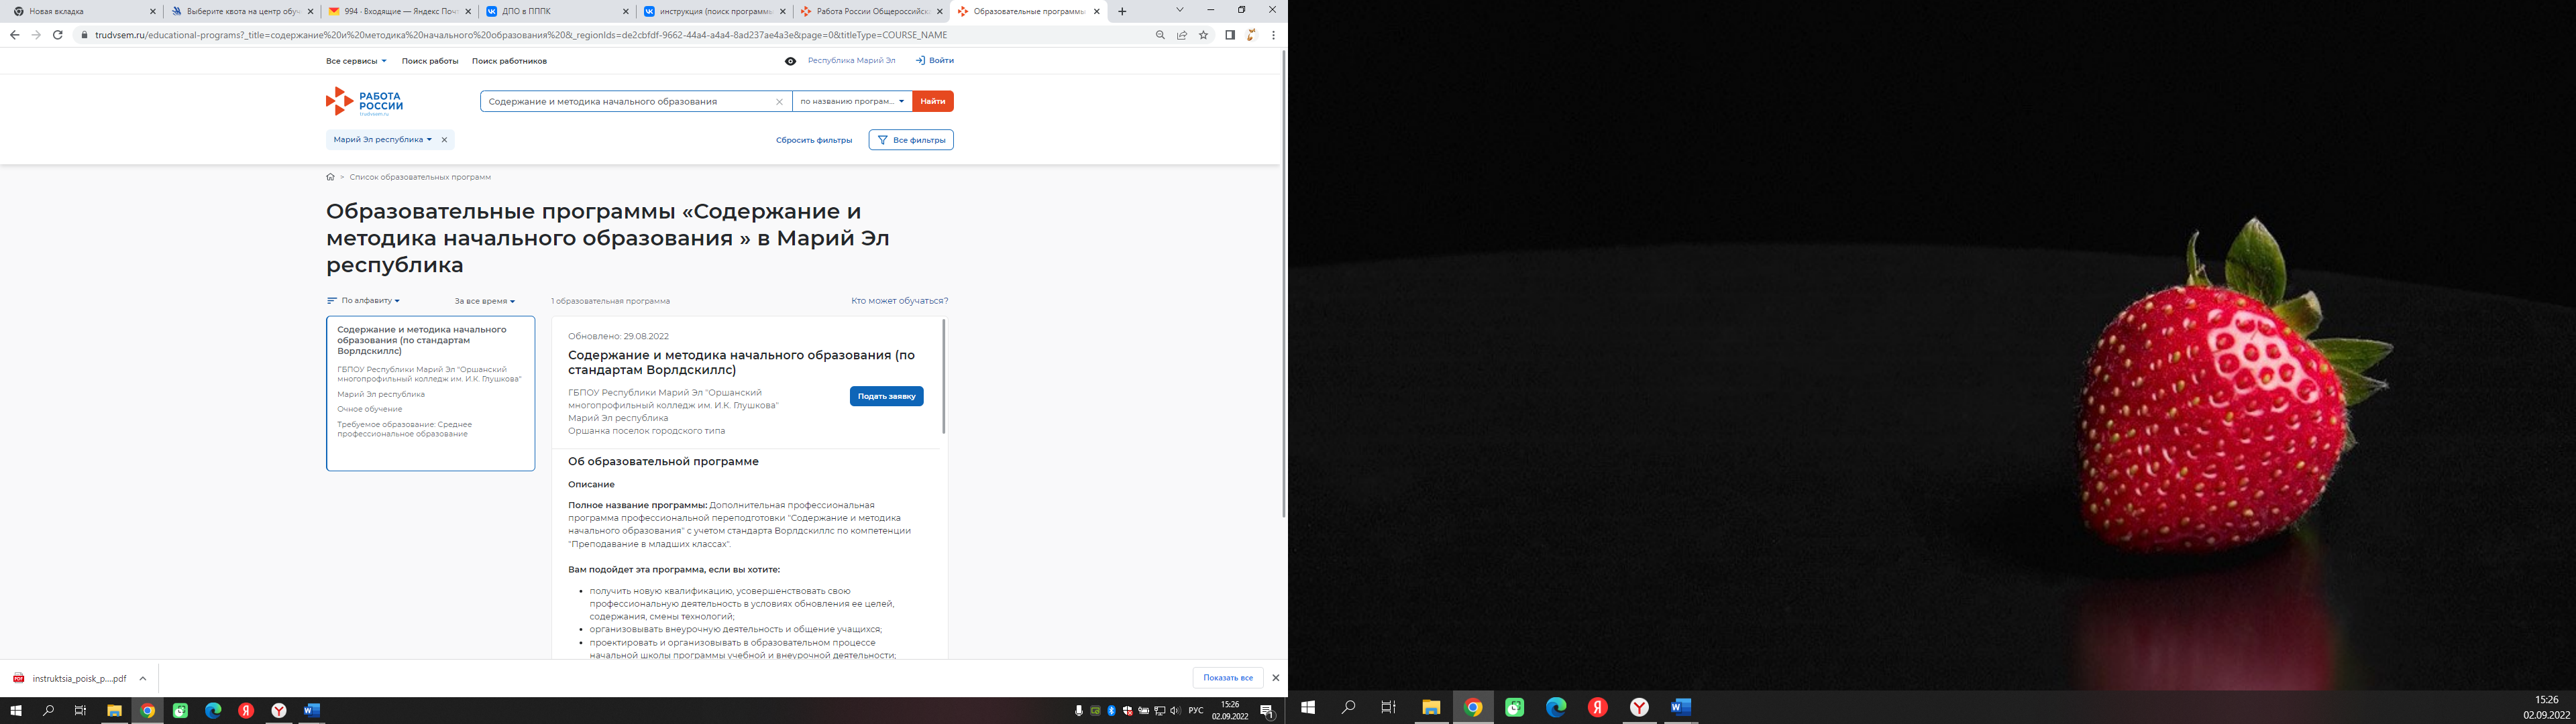 Новая вкладка
Выберите квота на центр обуч
994 · Входящие — Яндекс Почт
ДПО в ПППК
инструкция (поиск программы
Работа России Общероссийска
Образовательные программы
trudvsem.ru/educational-programs?_title=содержание%20и%20методика%20начального%20образования%20&_regionIds=de2cbfdf-9662-44a4-a4a4-8ad237ae4a3e&page=0&titleType=COURSE_NAME
Все сервисы
Поиск работы
Поиск работников
Республика Марий Эл
Войти
РАБОТА
РОССИИ
trudvsem.ru
Содержание и методика начального образования
по названию програм...
Найти
Марий Эл республика
Сбросить фильтры
Все фильтры
> Список образовательных программ
Образовательные программы «Содержание и
методика начального образования » в Марий Эл
республика
По алфавиту
За все время
1 образовательная программа
Кто может обучаться?
Содержание и методика начального
образования (по стандартам
Ворлдскиллс)
ГБПОУ Республики Марий Эл "Оршанский
многопрофильный колледж им. И.К. Глушкова"
Марий Эл республика
Очное обучение
Требуемое образование: Среднее
профессиональное образование
Обновлено: 29.08.2022
Содержание и методика начального образования (по
стандартам Ворлдскиллс)
ГБПОУ Республики Марий Эл "Оршанский
многопрофильный колледж им. И.К. Глушкова"
Марий Эл республика
Оршанка поселок городского типа
Подать заявку
Об образовательной программе
Описание
Полное название программы: Дополнительная профессиональная
программа профессиональной переподготовки "Содержание и методика
начального образования" с учетом стандарта Ворлдскиллс по компетенции
"Преподавание в младших классах".
Вам подойдет эта программа, если вы хотите:
• получить новую квалификацию, усовершенствовать свою
профессиональную деятельность в условиях обновления ее целей,
содержания, смены технологий;
• организовывать внеурочную деятельность и общение учащихся;
• проектировать и организовывать в образовательном процессе
начальной школы программы учебной и внеурочной деятельности;
instruktsia_poisk_p....pdf
Показать все
РУС
15:26
02.09.2022
1
15:26
02.09.2022